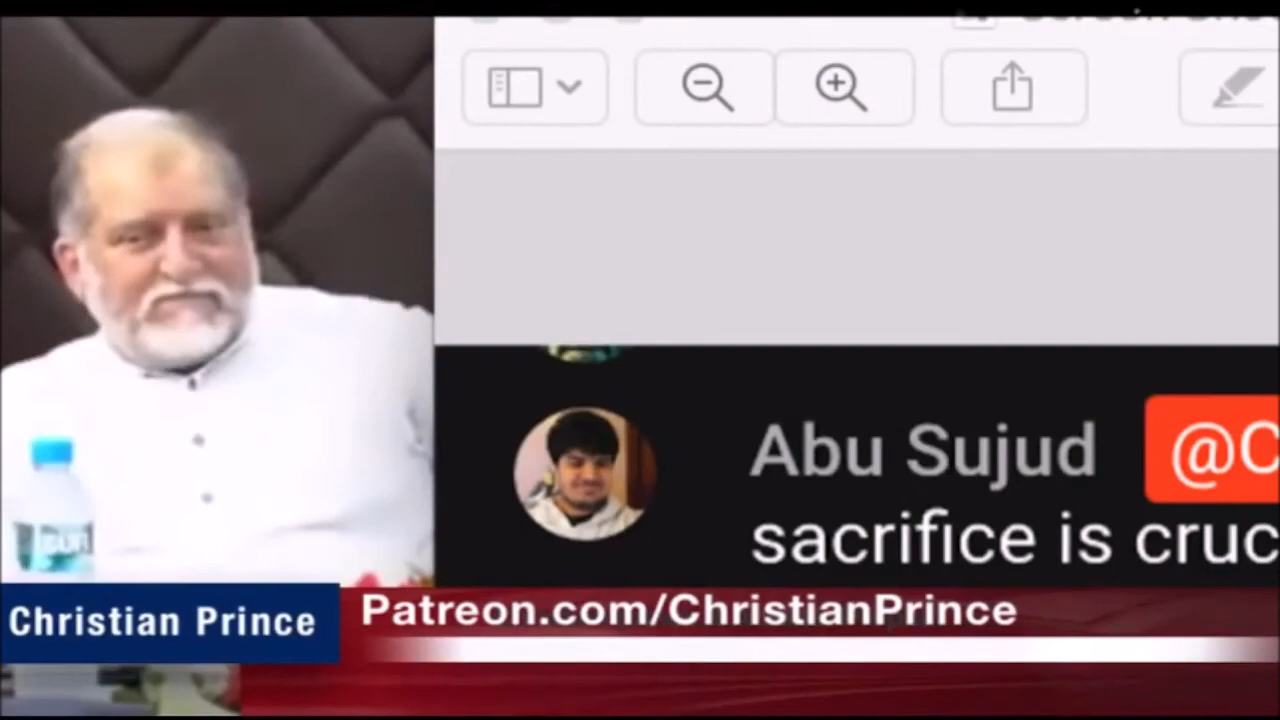 Abu Sujud @C
sacrifice is cruc
Christian Prince
Patreon.com/ChristianPrince